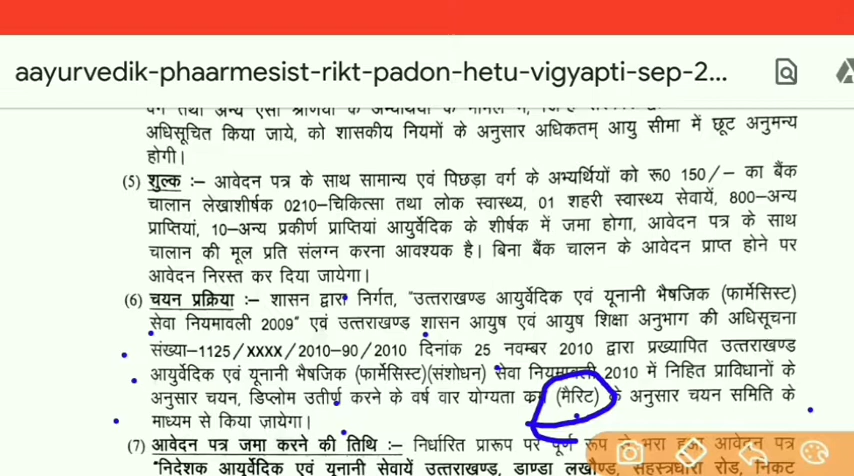 aayurvedik-phaarmesist-rikt-padon-hetu-vigyapti-sep-2...
वर्ग तथा अन्य ऐसी श्रेणियों के अभ्यर्थियों के मामले में,
अधिसूचित किया जाये, को शासकीय नियमों के अनुसार अधिकतम् आयु सीमा में छूट अनुमन्य
होगी।
(5) शुल्क :- आवेदन पत्र के साथ सामान्य एवं पिछड़ा वर्ग के अभ्यर्थियों को रू0 150/- का बैंक
चालान लेखाशीर्षक 0210-चिकित्सा तथा लोक स्वास्थ्य, 01 शहरी स्वास्थ्य सेवायें, 800-अन्य
प्राप्तियां, 10-अन्य प्रकीर्ण प्राप्तियां आयुर्वेदिक के शीर्षक में जमा होगा, आवेदन पत्र के साथ
चालान की मूल प्रति संलग्न करना आवश्यक है। बिना बैंक चालन के आवेदन प्राप्त होने पर
आवेदन निरस्त कर दिया जायेगा।
(6) चयन प्रक्रिया :- शासन द्वारा निर्गत, "उत्तराखण्ड आयुर्वेदिक एवं यूनानी भैषजिक (फार्मेसिस्ट)
सेवा नियमावली 2009" एवं उत्तराखण्ड शासन आयुष एवं आयुष शिक्षा अनुभाग की अधिसूचना
संख्या-1125/XXXX/2010-90/2010 दिनांक 25 नवम्बर 2010 द्वारा प्रख्यापित उत्तराखण्ड
आयुर्वेदिक एवं यूनानी भैषजिक (फार्मेसिस्ट)(संशोधन) सेवा नियमावली 2010 में निहित प्राविधानों के
अनुसार चयन, डिप्लोम उतीर्ण करने के वर्ष वार योग्यता (मैरिट) के अनुसार चयन समिति के
माध्यम से किया जायेगा।
(7) आवेदन पत्र जमा करने की तिथि :- निर्धारित प्रारूप पर पूर्ण रूप से भरा हुआ आवेदन पत्र
"निदेशक आयुर्वेदिक एवं यूनानी सेवायें उत्तराखण्ड, डाण्डा लखौण्ड, सहस्त्रधारा रोड, निकट